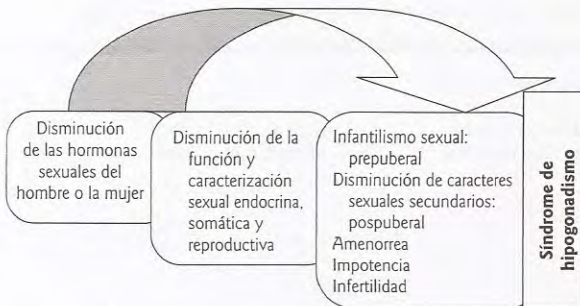 Disminución
de las hormonas
sexuales del
hombre o la mujer
Disminución de la
función y
caracterización
sexual endocrina,
somática y
reproductiva
Infantilismo sexual:
prepuberal
Disminución de caracteres
sexuales secundarios:
pospuberal
Amenorrea
Impotencia
Infertilidad
Síndrome de
hipogonadismo